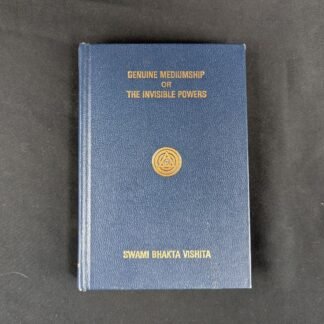 GENUINE MEDIUMSHIP
OR
THE INVISIBLE POWERS
SWAMI BHAKTA VISHITA